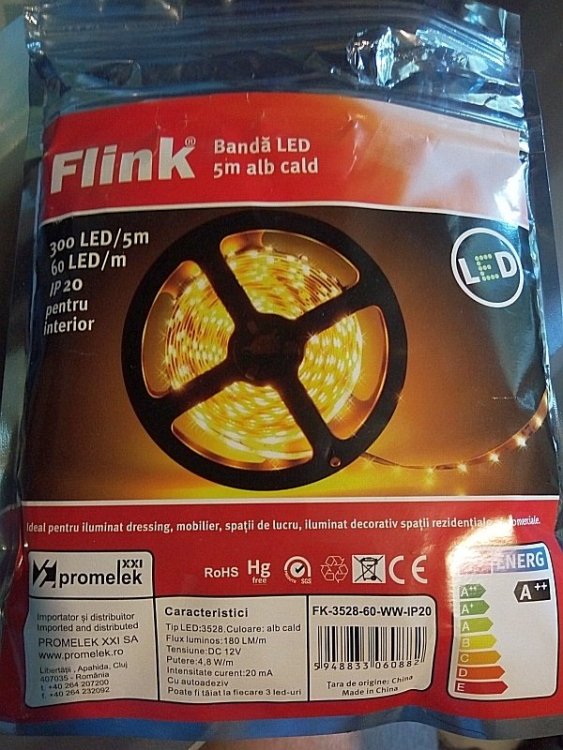 Flink®
Bandă LED
5m alb cald
300 LED/5m
60 LED/m
IP 20
pentru
interior
LED
Ideal pentru iluminat dressing, mobilier, spații de lucru, iluminat decorativ spații rezidențiale
promelek XXI
Importator și distribuitor
Imported and distributed
PROMELEK XXI SA
www.promelek.ro
Libertății, Apahida, Cluj
407035 - România
t: +40 264 207200
f: +40 264 232092
RoHS
Hg
free
SGS
CE
Caracteristici
Tip LED:3528.Culoare: alb cald
Flux luminos:180 LM/m
Tensiune:DC 12V
Putere:4,8 W/m
Intensitate curent:20 mA
Cu autoadeziv
Poate fi tăiat la fiecare 3 led-uri
FK-3528-60-WW-IP20
5948833060882
Țara de origine: China
Made in China
ENERG
A++
A++
A+
A
B
C
D
E